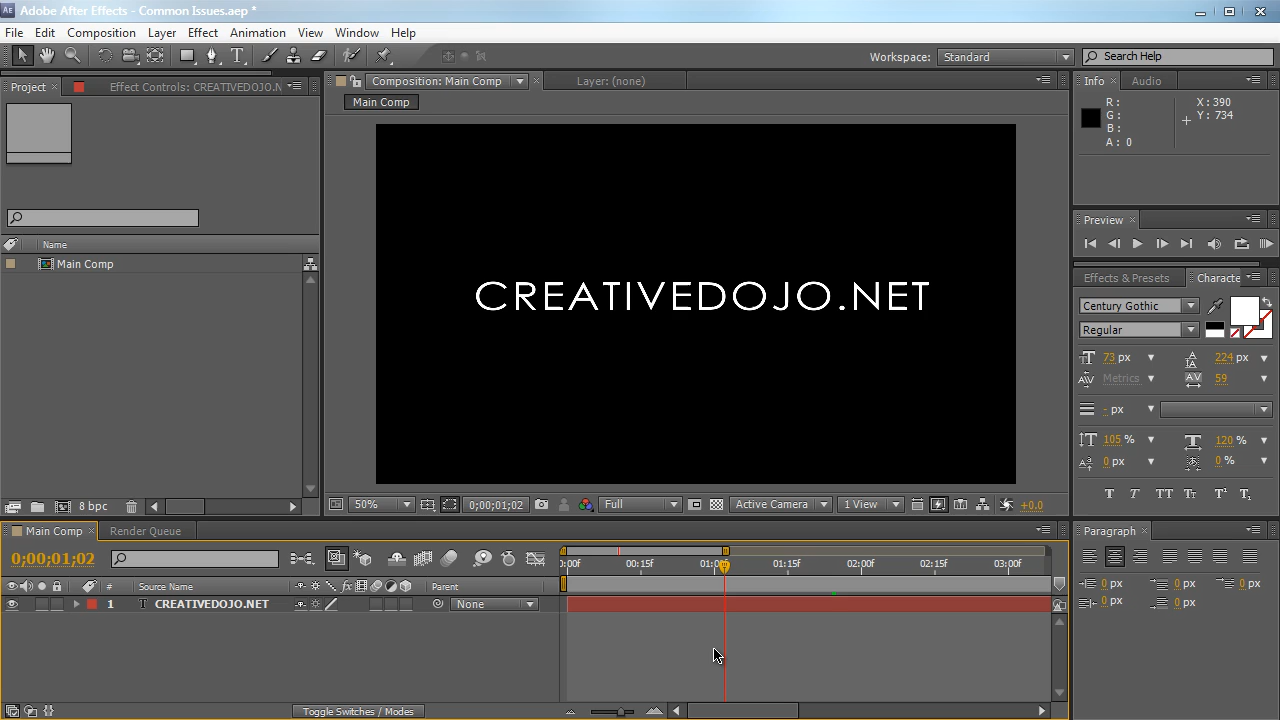 Adobe After Effects - Common Issues.aep *
File Edit Composition Layer Effect Animation View Window Help
Workspace: Standard Search Help
Project Effect Controls: CREATIVEDOJO.N
Composition: Main Comp Layer: (none)
Main Comp
Info Audio
R :
G :
B :
A : 0
X : 390
Y : 734
Name
Main Comp
CREATIVEDOJO.NET
Preview
Effects & Presets Characte
Century Gothic
Regular
73 px 224 px
Metrics 59
- px
105 % 120 %
0 px 0 %
T T TT Tт T¹ T₁
8 bpc
50% 0;00;01;02 Full Active Camera 1 View +0.0
Main Comp Render Queue
0;00;01;02
:00f 00:15f 01:00f 01:15f 02:00f 02:15f 03:00f
# Source Name Parent
1 T CREATIVEDOJO.NET None
Toggle Switches / Modes
Paragraph
0 px 0 px 0 px
0 px 0 px